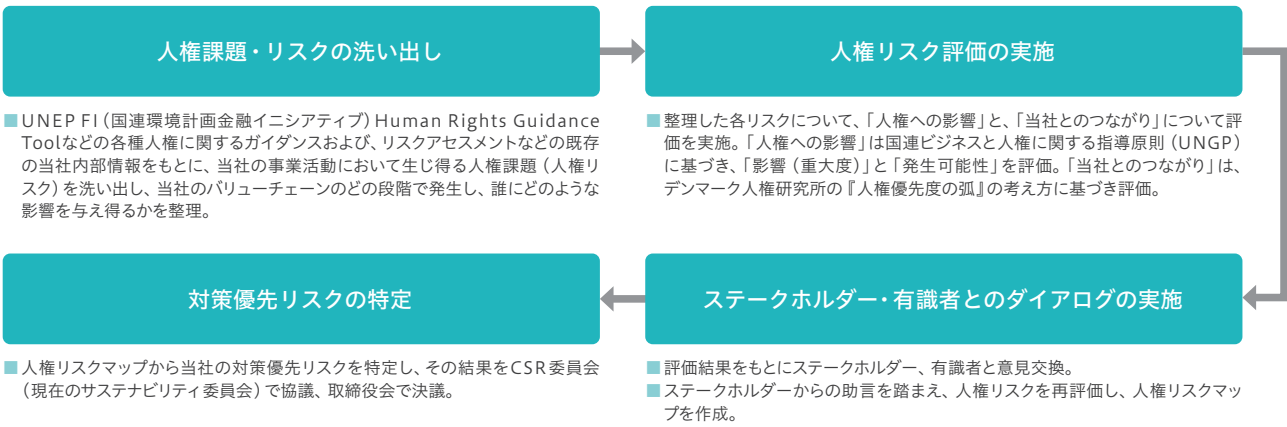 人権課題・リスクの洗い出し
■UNEP FI（国連環境計画金融イニシアティブ）Human Rights Guidance
Toolなどの各種人権に関するガイダンスおよび、リスクアセスメントなどの既存
の当社内部情報をもとに、当社の事業活動において生じ得る人権課題（人権リ
スク）を洗い出し、当社のバリューチェーンのどの段階で発生し、誰にどのような
影響を与え得るかを整理。
人権リスク評価の実施
■整理した各リスクについて、「人権への影響」と、「当社とのつながり」について評
価を実施。「人権への影響」は国連ビジネスと人権に関する指導原則（UNGP）
に基づき、「影響（重大度）」と「発生可能性」を評価。「当社とのつながり」は、
デンマーク人権研究所の『人権優先度の弧』の考え方に基づき評価。
ステークホルダー・有識者とのダイアログの実施
■評価結果をもとにステークホルダー、有識者と意見交換。
■ステークホルダーからの助言を踏まえ、人権リスクを再評価し、人権リスクマッ
プを作成。
対策優先リスクの特定
■人権リスクマップから当社の対策優先リスクを特定し、その結果をCSR委員会
（現在のサステナビリティ委員会）で協議、取締役会で決議。